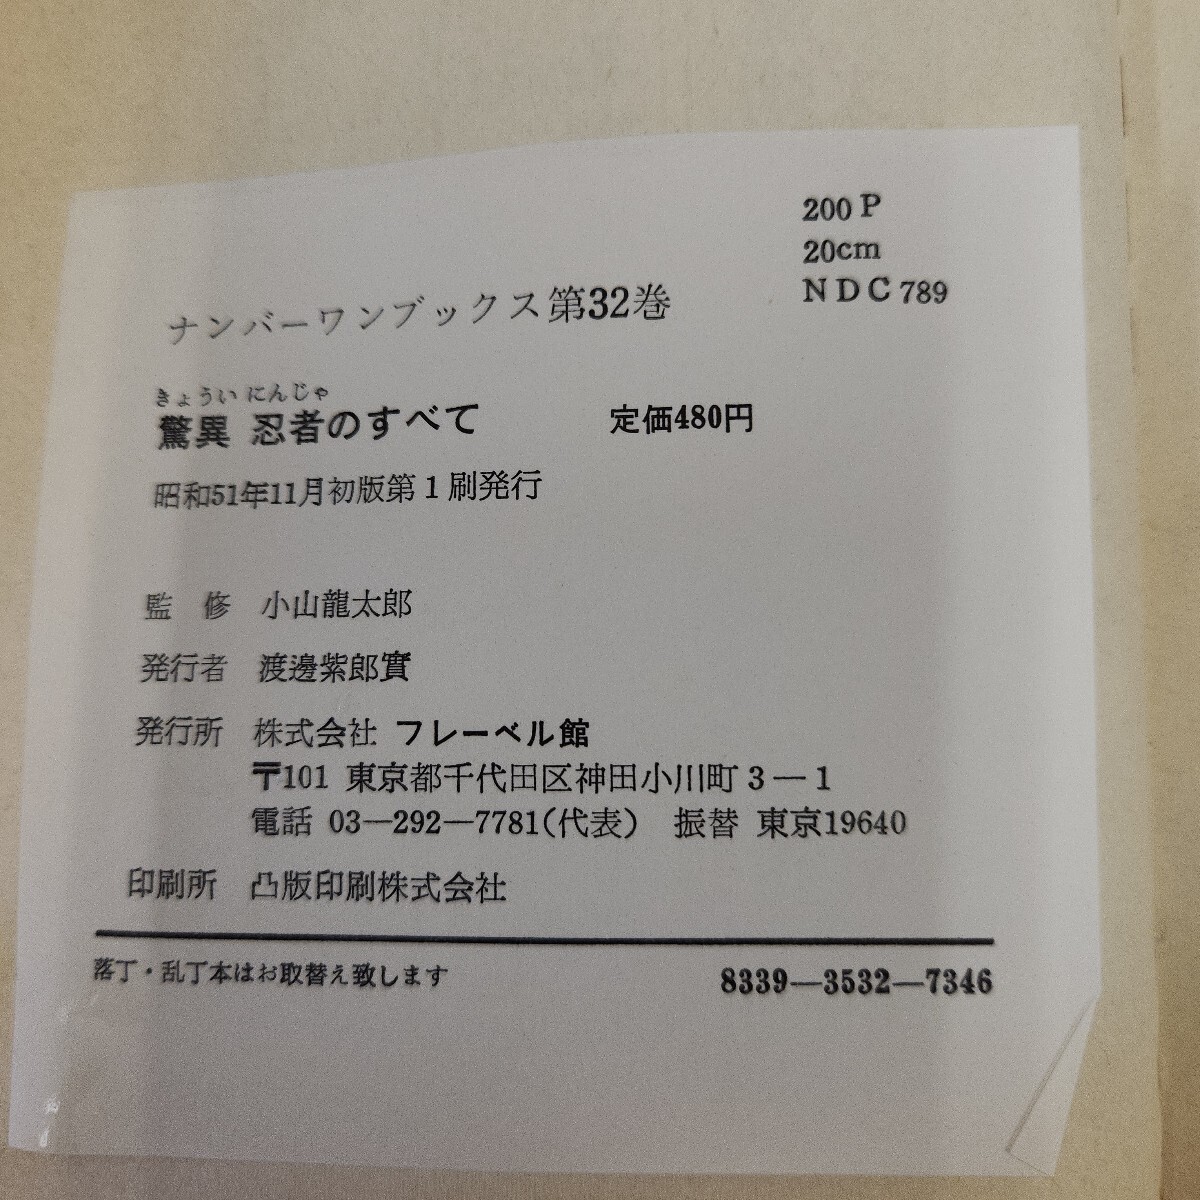 200 P
20cm
NDC 789
ナンバーワンブックス第32巻
きょうい にんじゃ
驚異 忍者のすべて 定価480円
昭和51年11月初版第1刷発行
監 修 小山龍太郎
発行者 渡邊紫郎實
発行所 株式会社 フレーベル館
〒101 東京都千代田区神田小川町3―1
電話 03―292―7781(代表) 振替 東京19640
印刷所 凸版印刷株式会社
落丁・乱丁本はお取替え致します 8339―3532―7346